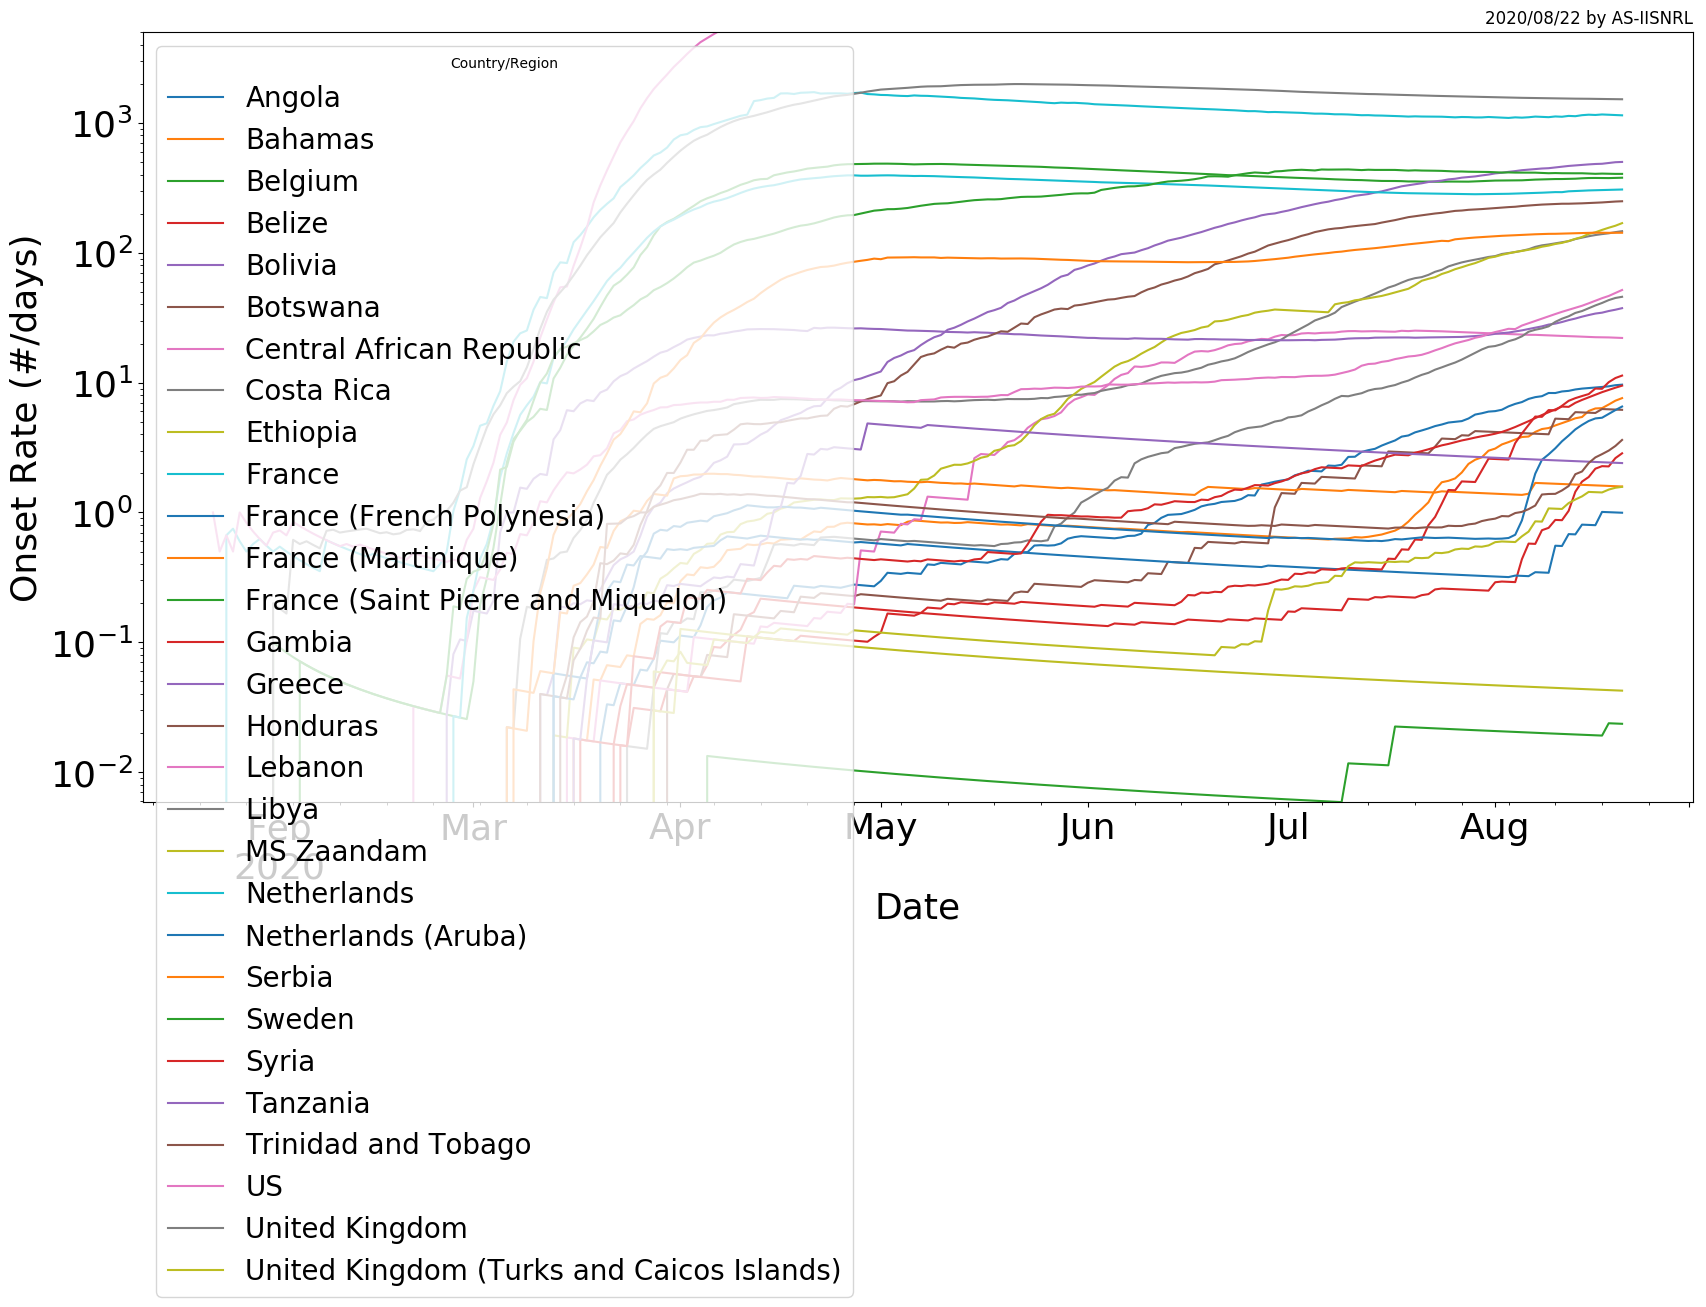 2020/08/22 by AS-IISNRL
Onset Rate (#/days)
10³
10²
10¹
10⁰
10⁻¹
10⁻²
Country/Region
Angola
Bahamas
Belgium
Belize
Bolivia
Botswana
Central African Republic
Costa Rica
Ethiopia
France
France (French Polynesia)
France (Martinique)
France (Saint Pierre and Miquelon)
Gambia
Greece
Honduras
Lebanon
Libya
MS Zaandam
Netherlands
Netherlands (Aruba)
Serbia
Sweden
Syria
Tanzania
Trinidad and Tobago
US
United Kingdom
United Kingdom (Turks and Caicos Islands)
Feb Mar Apr May Jun Jul Aug
2020
Date